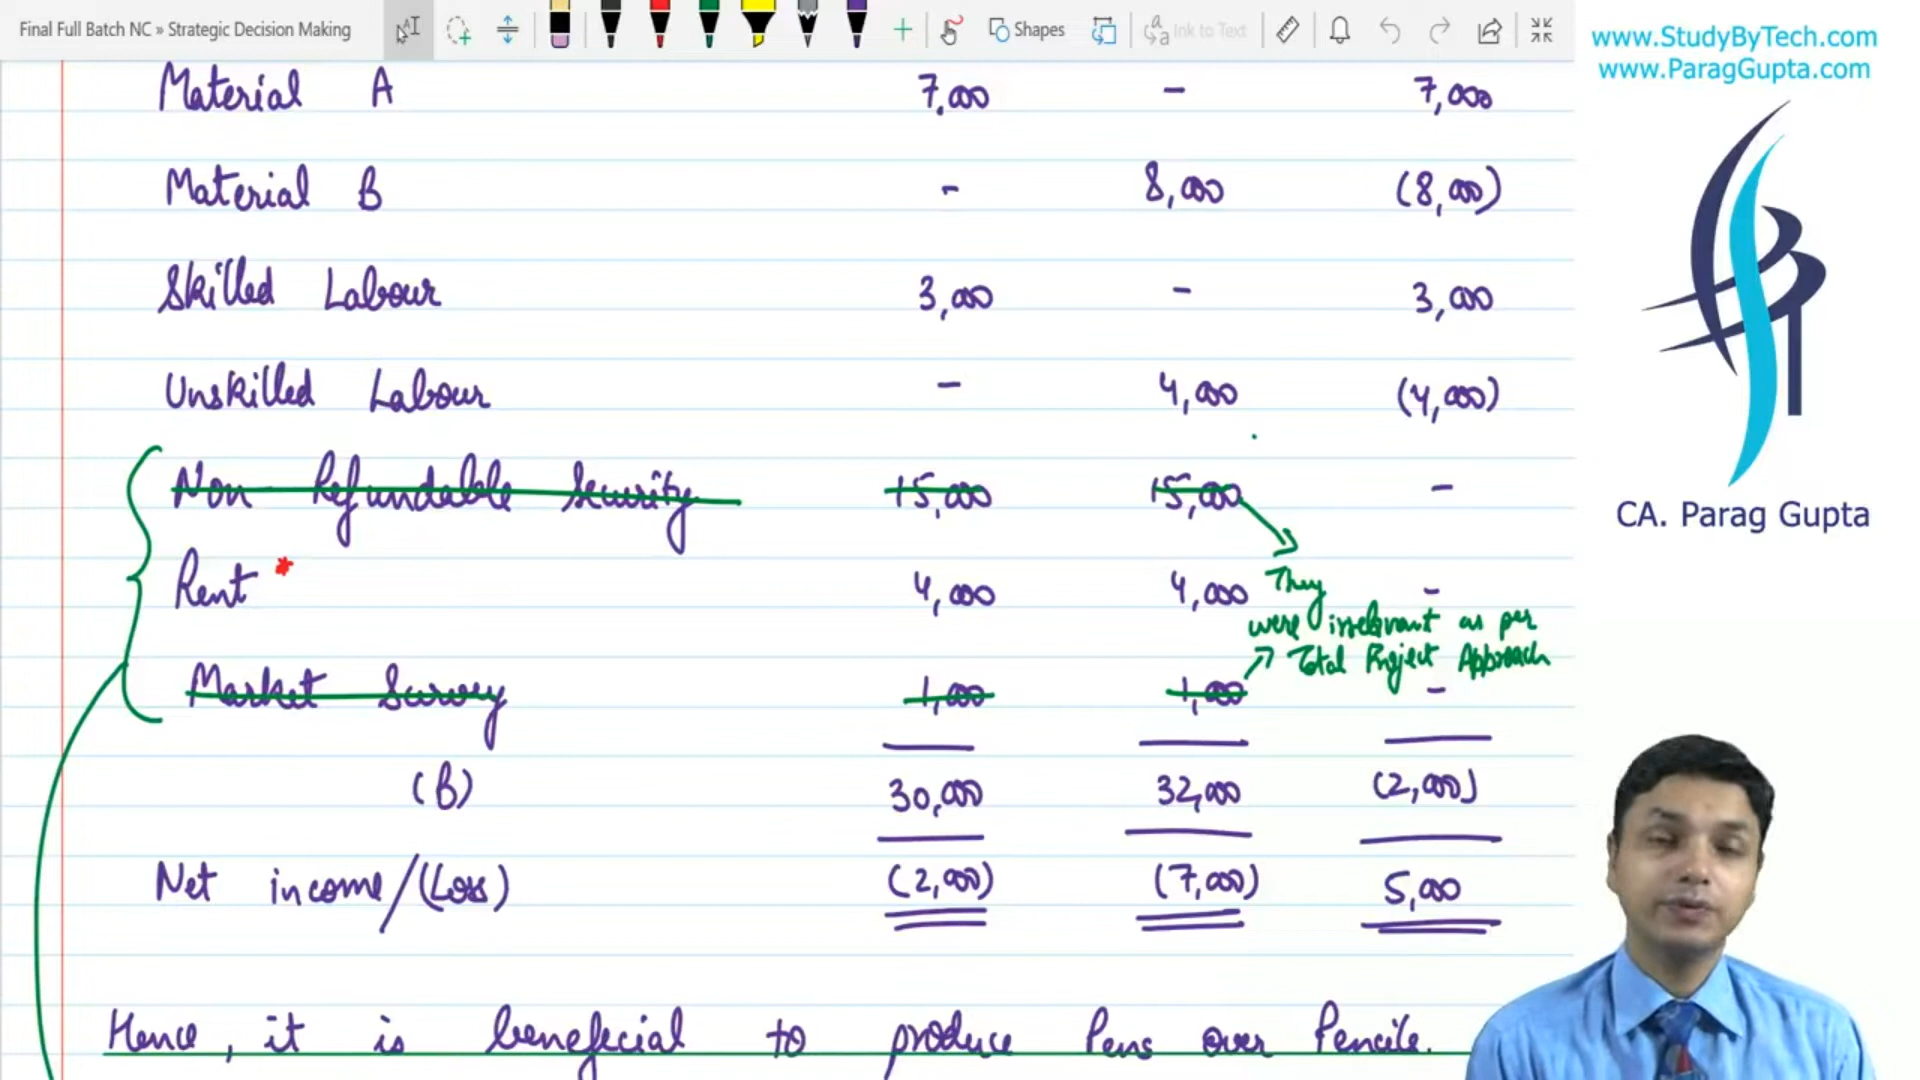 Final Full Batch NC » Strategic Decision Making
Shapes
Ink to Text
www.StudyByTech.com
www.ParagGupta.com
Material A 7,000 - 7,000
Material B - 8,000 (8,000)
Skilled Labour 3,000 - 3,000
Unskilled Labour - 4,000 (4,000)
Non Refundable Security 15,000 15,000 -
CA. Parag Gupta
Rent * 4,000 4,000 -
They
were irrelevant as per
Total Project Approach
Market Survey 1,000 1,000 -
(B) 30,000 32,000 (2,000)
Net income/(Loss) (2,000) (7,000) 5,000
Hence, it is beneficial to produce Pens over Pencile.